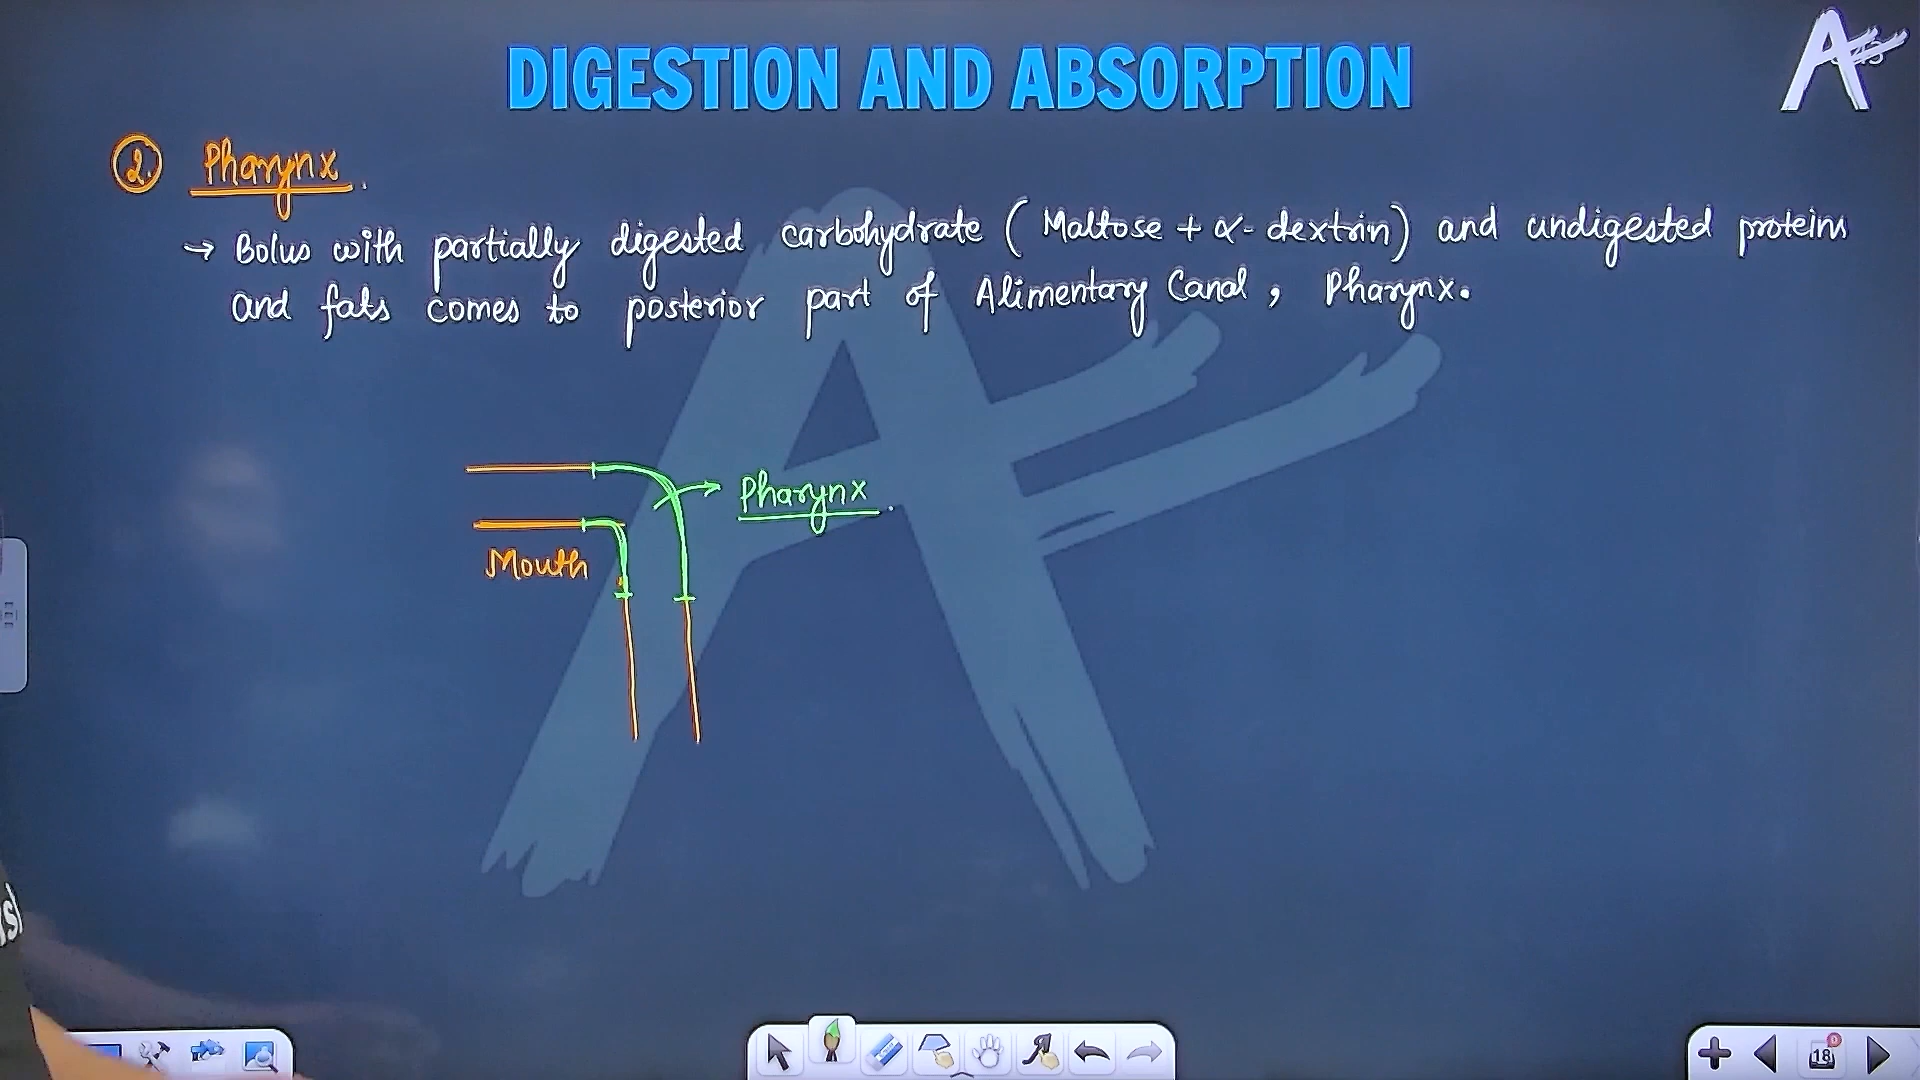 DIGESTION AND ABSORPTION
2. Pharynx.
→ Bolus with partially digested carbohydrate ( Maltose + α- dextrin) and undigested proteins
and fats comes to posterior part of Alimentary Canal , Pharynx.
Pharynx.
Mouth
18